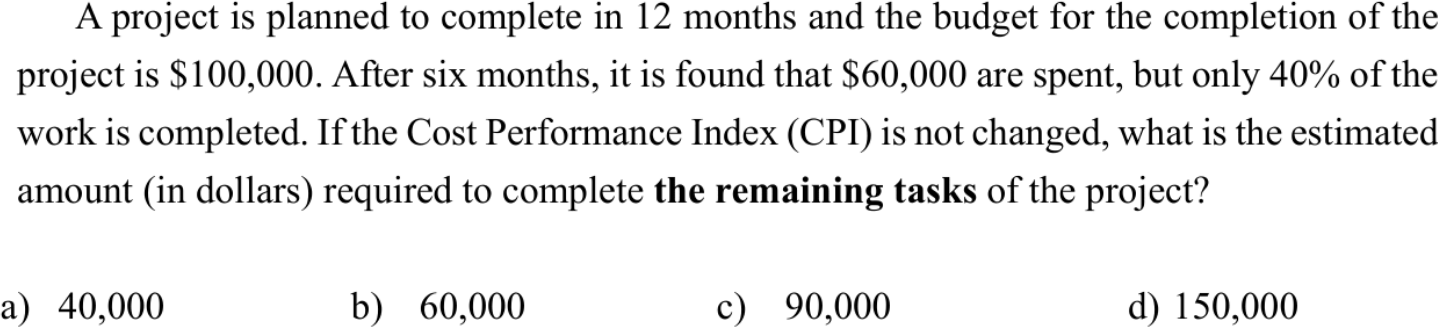 A project is planned to complete in 12 months and the budget for the completion of the
project is $100,000. After six months, it is found that $60,000 are spent, but only 40% of the
work is completed. If the Cost Performance Index (CPI) is not changed, what is the estimated
amount (in dollars) required to complete the remaining tasks of the project?
a) 40,000 b) 60,000 c) 90,000 d) 150,000